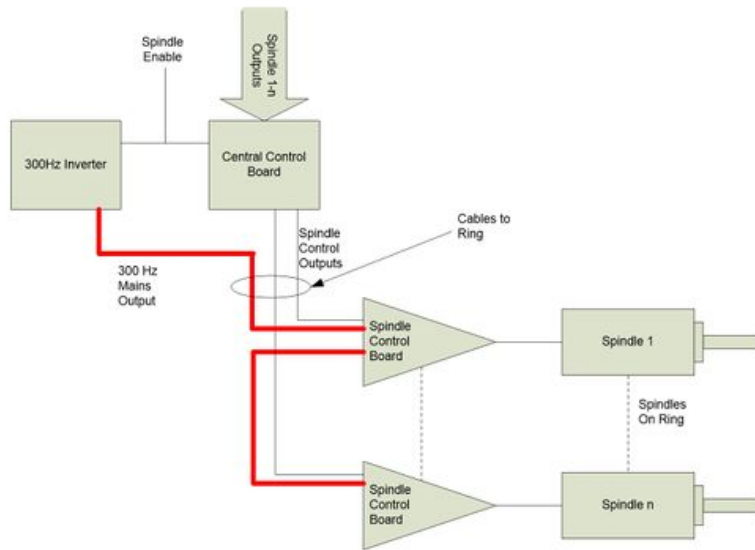 Spindle
Enable
Spindle 1-n
Outputs
300Hz Inverter
Central Control
Board
Cables to
Ring
Spindle
Control
Outputs
300 Hz
Mains
Output
Spindle
Control
Board
Spindle 1
Spindles
On Ring
Spindle
Control
Board
Spindle n